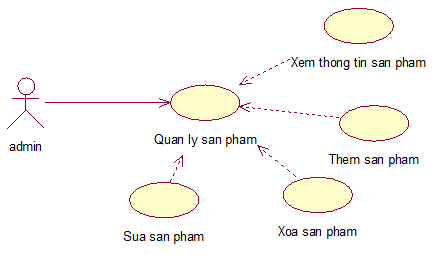 Xem thong tin san pham
admin
Quan ly san pham
Them san pham
Sua san pham
Xoa san pham